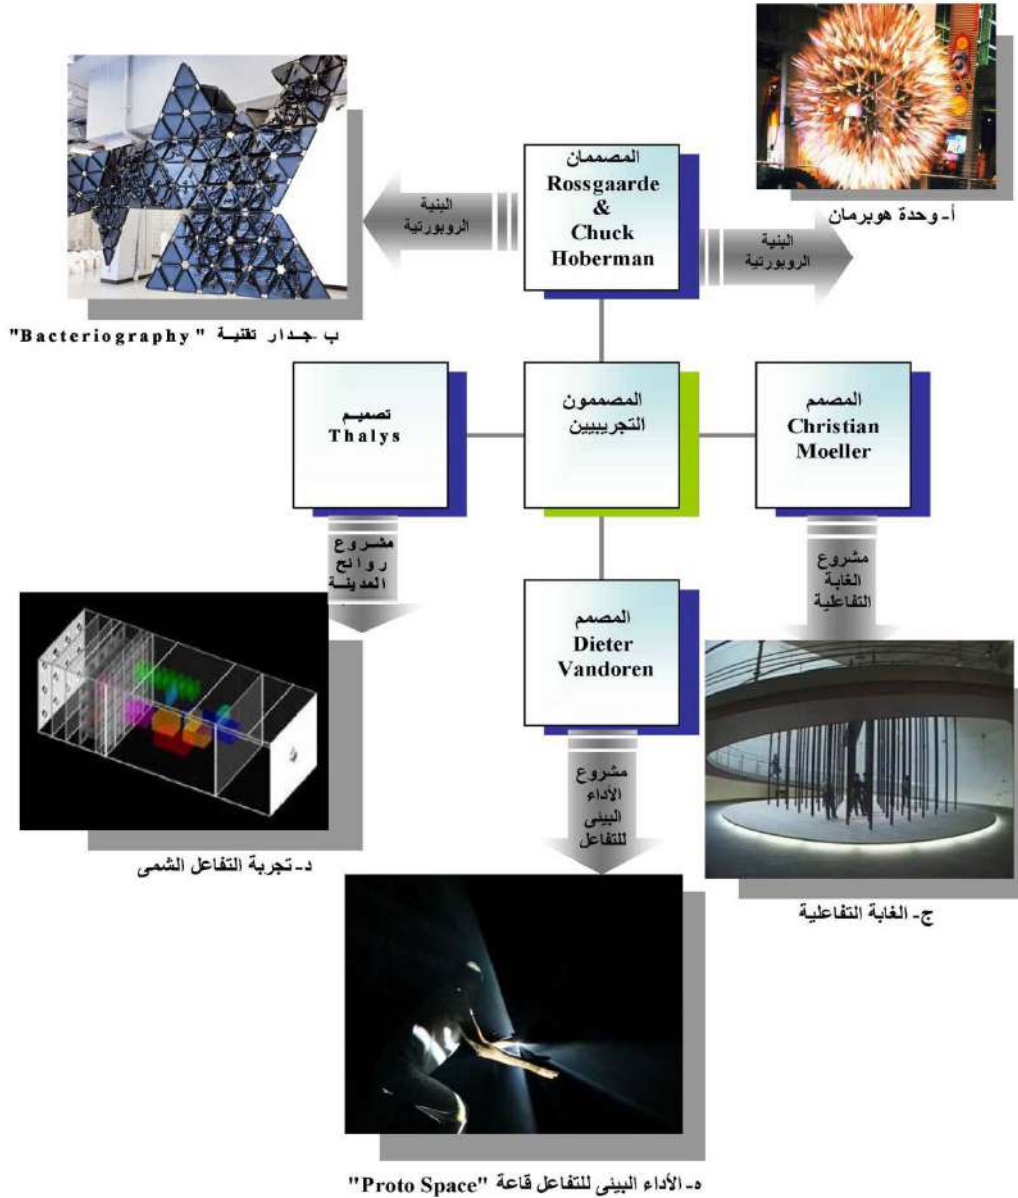 أ- وحدة هوبرمان
المصممان
Rossgaarde
&
Chuck
Hoberman
البنية
الروبورتية
البنية
الروبورتية
ب-جدار تقنية "Bacteriography"
تصميم
Thalys
المصممون
التجريبيين
المصمم
Christian
Moeller
مشروع
روائح
المدينة
مشروع
الغابة
التفاعلية
المصمم
Dieter
Vandoren
مشروع
الأداء
البيئى
للتفاعل
د- تجربة التفاعل الشمى
ج- الغابة التفاعلية
ه- الأداء البيئى للتفاعل قاعة "Proto Space"